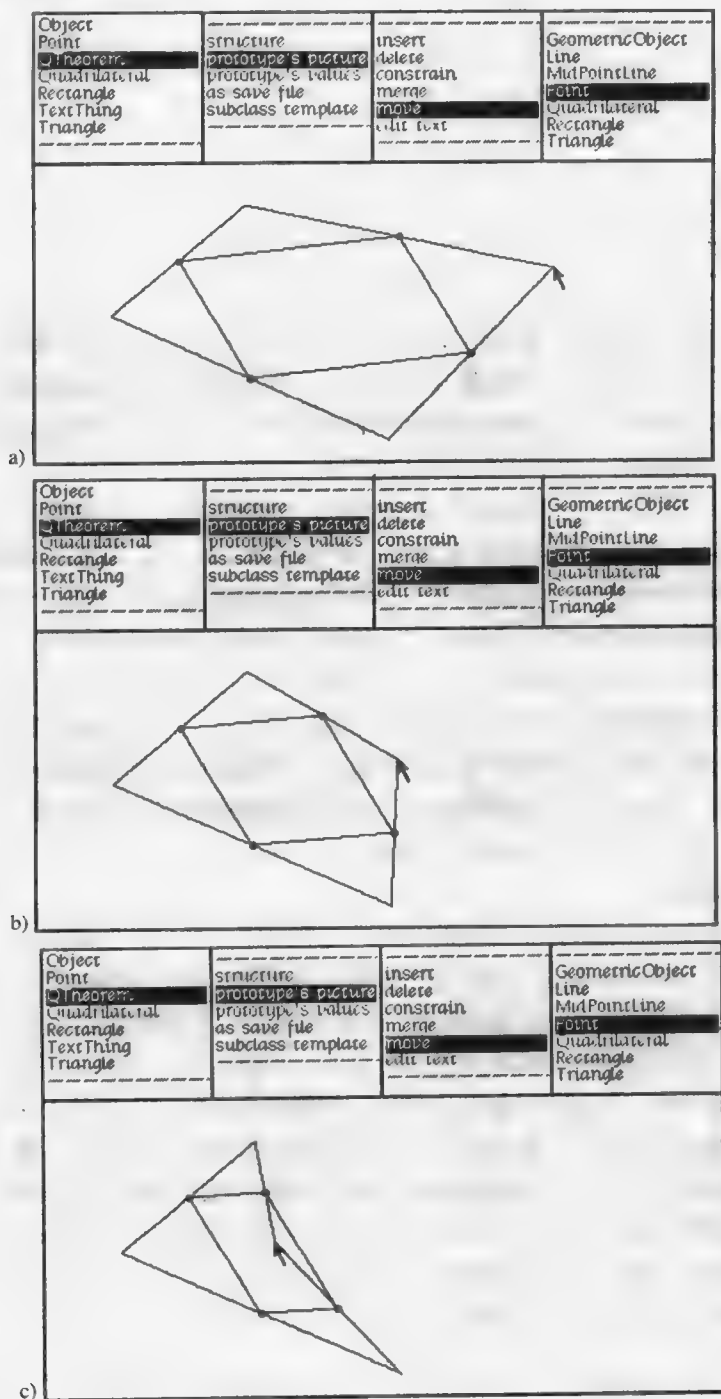 Object
Point
QTheorem
Quadrilateral
Rectangle
TextThing
Triangle
structure
prototype's picture
prototype's values
as save file
subclass template
insert
delete
constrain
merge
move
edit text
GeometricObject
Line
MidPointLine
Point
Quadrilateral
Rectangle
Triangle
a)
Object
Point
QTheorem
Quadrilateral
Rectangle
TextThing
Triangle
structure
prototype's picture
prototype's values
as save file
subclass template
insert
delete
constrain
merge
move
edit text
GeometricObject
Line
MidPointLine
Point
Quadrilateral
Rectangle
Triangle
b)
Object
Point
QTheorem
Quadrilateral
Rectangle
TextThing
Triangle
structure
prototype's picture
prototype's values
as save file
subclass template
insert
delete
constrain
merge
move
edit text
GeometricObject
Line
MidPointLine
Point
Quadrilateral
Rectangle
Triangle
c)